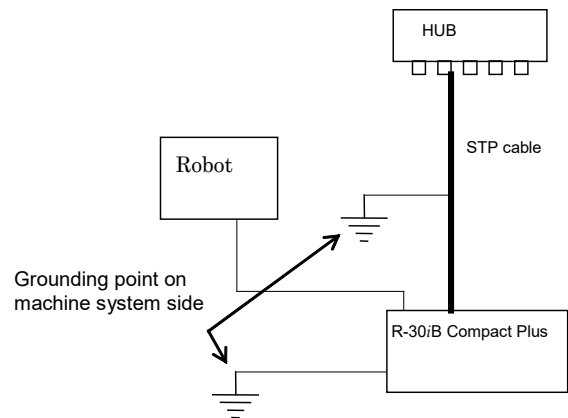 HUB
STP cable
Robot
Grounding point on
machine system side
R-30iB Compact Plus